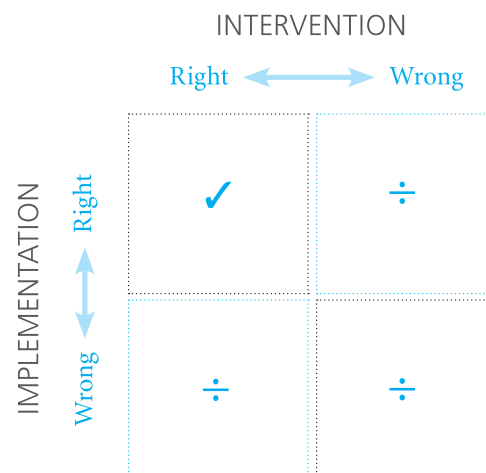 INTERVENTION
Right
Wrong
IMPLEMENTATION
Right
Wrong
✓
÷
÷
÷